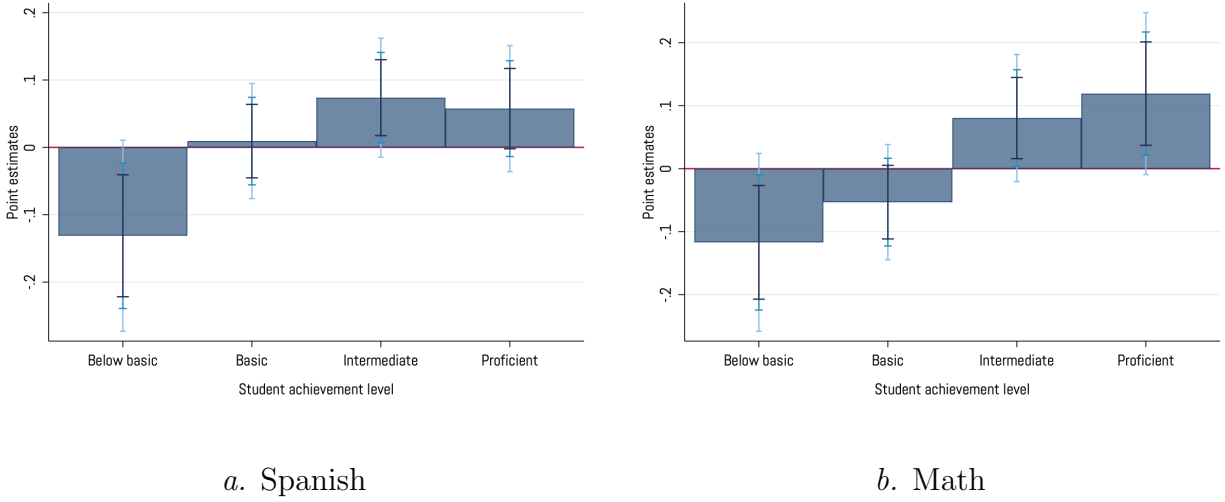 Point estimates
.2
.1
0
-.1
-.2
Below basic Basic Intermediate Proficient
Student achievement level
a. Spanish
Point estimates
.2
.1
0
-.1
-.2
Below basic Basic Intermediate Proficient
Student achievement level
b. Math